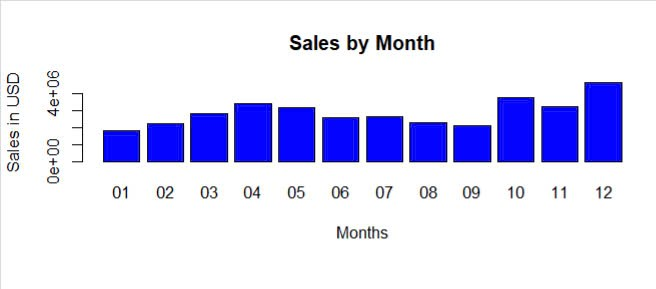 Sales by Month
Sales in USD
4e+06
0e+00
01 02 03 04 05 06 07 08 09 10 11 12
Months